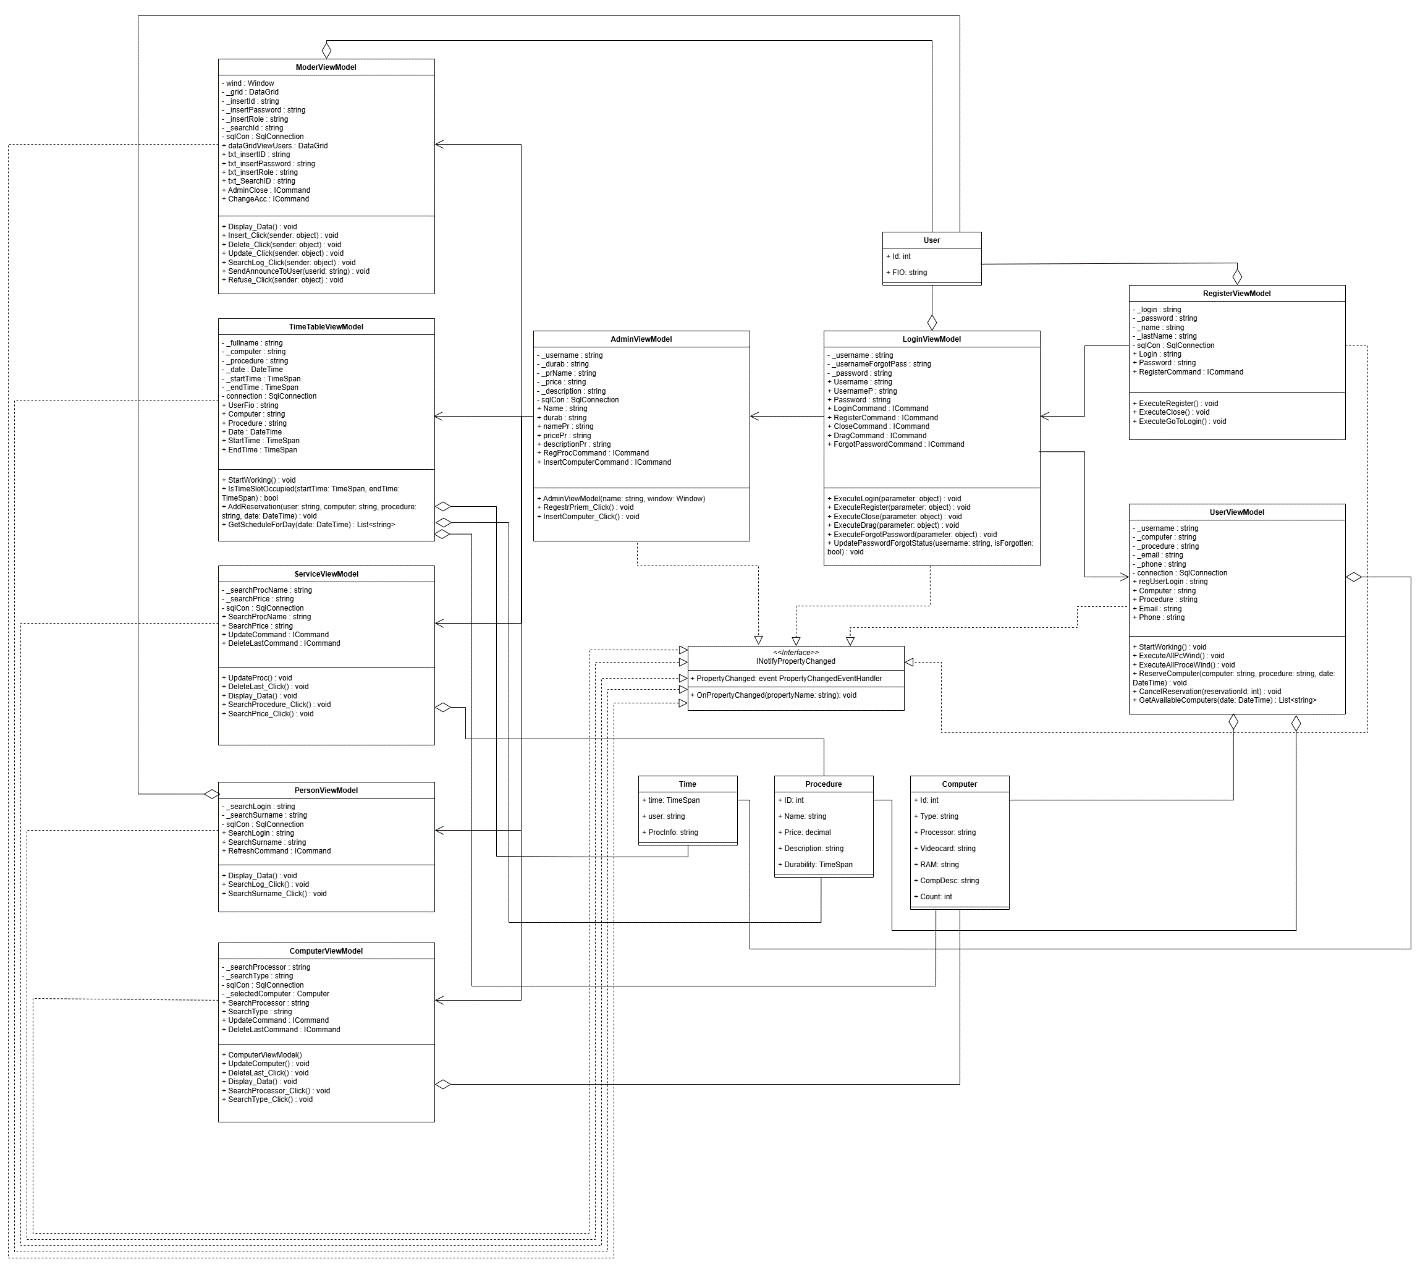 ModerViewModel
- wind : Window
- _grid : DataGrid
- _insertId : string
- _insertPassword : string
- _insertRole : string
- _searchId : string
- sqlCon : SqlConnection
+ dataGridViewUsers : DataGrid
+ txt_insertID : string
+ txt_insertPassword : string
+ txt_insertRole : string
+ txt_SearchID : string
+ AdminClose : ICommand
+ ChangeAcc : ICommand
+ Display_Data() : void
+ Insert_Click(sender: object) : void
+ Delete_Click(sender: object) : void
+ Update_Click(sender: object) : void
+ SearchLog_Click(sender: object) : void
+ SendAnnounceToUser(userid: string) : void
+ Refuse_Click(sender: object) : void
User
+ Id: int
+ FIO: string
RegisterViewModel
- _login : string
- _password : string
- _name : string
- _lastName : string
- sqlCon : SqlConnection
+ Login : string
+ Password : string
+ RegisterCommand : ICommand
+ ExecuteRegister() : void
+ ExecuteClose() : void
+ ExecuteGoToLogin() : void
TimeTableViewModel
- _fullname : string
- _computer : string
- _procedure : string
- _date : DateTime
- _startTime : TimeSpan
- _endTime : TimeSpan
- connection : SqlConnection
+ UserFio : string
+ Computer : string
+ Procedure : string
+ Date : DateTime
+ StartTime : TimeSpan
+ EndTime : TimeSpan
+ StartWorking() : void
+ IsTimeSlotOccupied(startTime: TimeSpan, endTime:
TimeSpan) : bool
+ AddReservation(user: string, computer: string, procedure:
string, date: DateTime) : void
+ GetScheduleForDay(date: DateTime) : List<string>
AdminViewModel
- _username : string
- _durab : string
- _prName : string
- _price : string
- _description : string
- sqlCon : SqlConnection
+ Name : string
+ durab : string
+ namePr : string
+ pricePr : string
+ descriptionPr : string
+ RegProcCommand : ICommand
+ InsertComputerCommand : ICommand
+ AdminViewModel(name: string, window: Window)
+ RegestrPriem_Click() : void
+ InsertComputer_Click() : void
LoginViewModel
- _username : string
- _usernameForgotPass : string
- _password : string
+ Username : string
+ UsernameP : string
+ Password : string
+ LoginCommand : ICommand
+ RegisterCommand : ICommand
+ CloseCommand : ICommand
+ DragCommand : ICommand
+ ForgotPasswordCommand : ICommand
+ ExecuteLogin(parameter: object) : void
+ ExecuteRegister(parameter: object) : void
+ ExecuteClose(parameter: object) : void
+ ExecuteDrag(parameter: object) : void
+ ExecuteForgotPassword(parameter: object) : void
+ UpdatePasswordForgotStatus(username: string, isForgotten:
bool) : void
UserViewModel
- _username : string
- _computer : string
- _procedure : string
- _email : string
- _phone : string
- connection : SqlConnection
+ regUserLogin : string
+ Computer : string
+ Procedure : string
+ Email : string
+ Phone : string
+ StartWorking() : void
+ ExecuteAllPcWind() : void
+ ExecuteAllProceWind() : void
+ ReserveComputer(computer: string, procedure: string, date:
DateTime) : void
+ CancelReservation(reservationId: int) : void
+ GetAvailableComputers(date: DateTime) : List<string>
ServiceViewModel
- _searchProcName : string
- _searchPrice : string
- sqlCon : SqlConnection
+ SearchProcName : string
+ SearchPrice : string
+ UpdateCommand : ICommand
+ DeleteLastCommand : ICommand
+ UpdateProc() : void
+ DeleteLast_Click() : void
+ Display_Data() : void
+ SearchProcedure_Click() : void
+ SearchPrice_Click() : void
<<Interface>>
INotifyPropertyChanged
+ PropertyChanged: event PropertyChangedEventHandler
+ OnPropertyChanged(propertyName: string): void
PersonViewModel
- _searchLogin : string
- _searchSurname : string
- sqlCon : SqlConnection
+ SearchLogin : string
+ SearchSurname : string
+ RefreshCommand : ICommand
+ Display_Data() : void
+ SearchLog_Click() : void
+ SearchSurname_Click() : void
Time
+ time: TimeSpan
+ user: string
+ ProcInfo: string
Procedure
+ ID: int
+ Name: string
+ Price: decimal
+ Description: string
+ Durability: TimeSpan
Computer
+ Id: int
+ Type: string
+ Processor: string
+ Videocard: string
+ RAM: string
+ CompDesc: string
+ Count: int
ComputerViewModel
- _searchProcessor : string
- _searchType : string
- sqlCon : SqlConnection
- _selectedComputer : Computer
+ SearchProcessor : string
+ SearchType : string
+ UpdateCommand : ICommand
+ DeleteLastCommand : ICommand
+ ComputerViewModel()
+ UpdateComputer() : void
+ DeleteLast_Click() : void
+ Display_Data() : void
+ SearchProcessor_Click() : void
+ SearchType_Click() : void